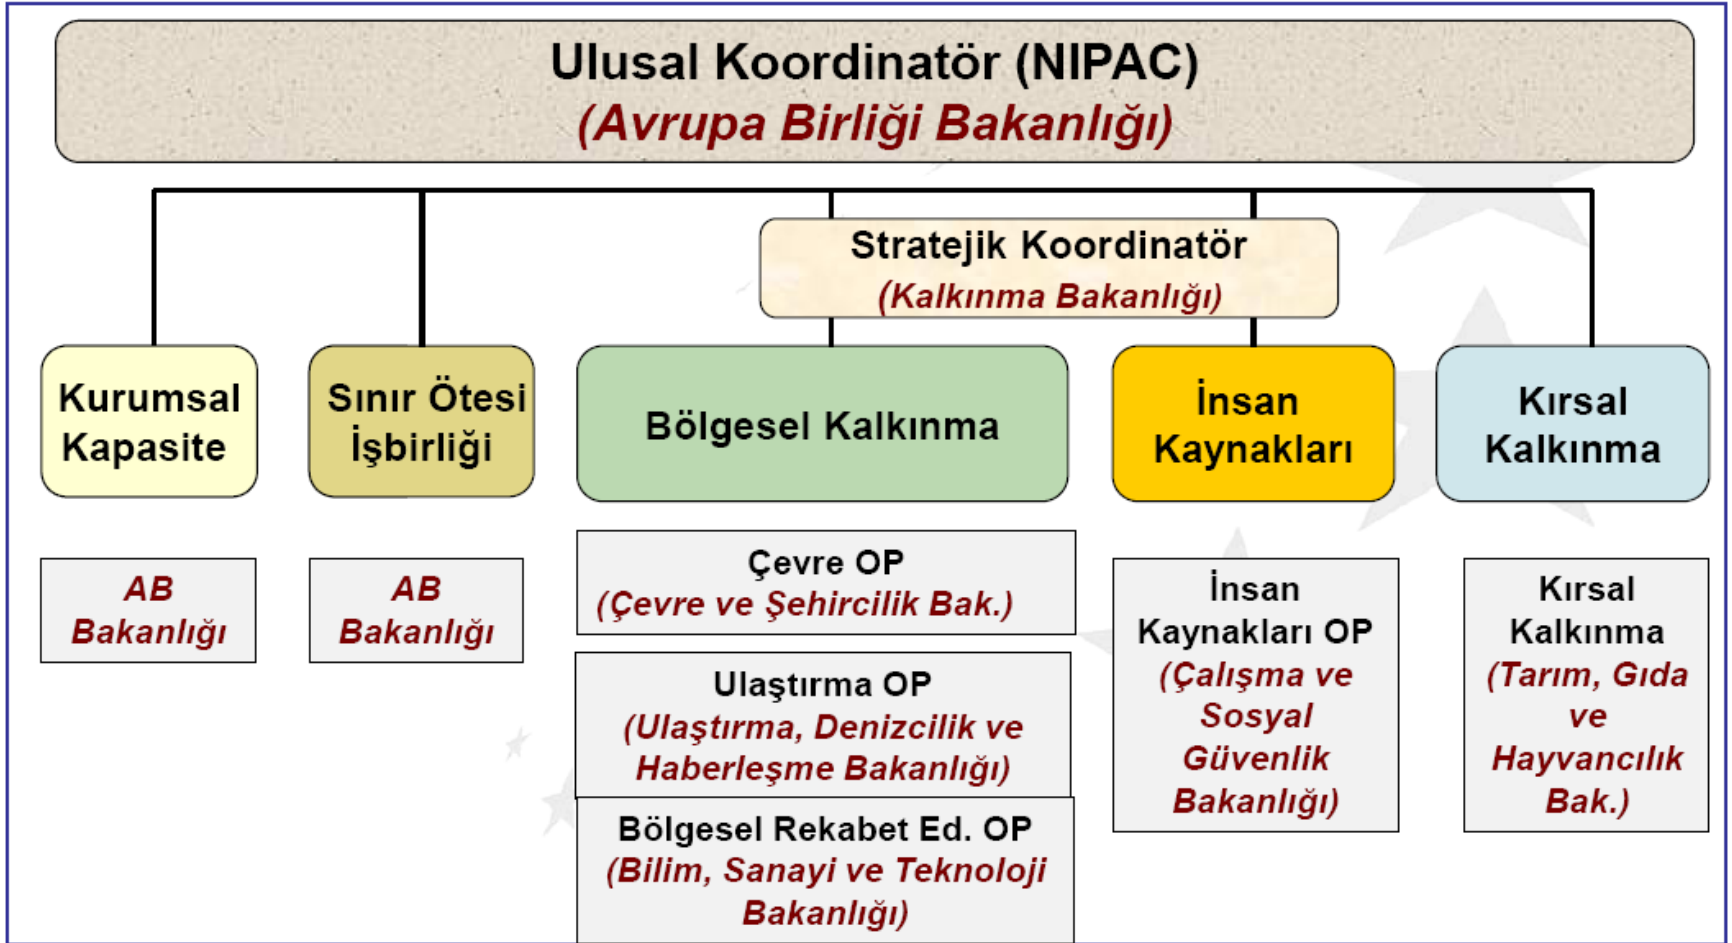 Ulusal Koordinatör (NIPAC)
(Avrupa Birliği Bakanlığı)
Stratejik Koordinatör
(Kalkınma Bakanlığı)
Kurumsal
Kapasite
Sınır Ötesi
İşbirliği
Bölgesel Kalkınma
İnsan
Kaynakları
Kırsal
Kalkınma
AB
Bakanlığı
AB
Bakanlığı
Çevre OP
(Çevre ve Şehircilik Bak.)
Ulaştırma OP
(Ulaştırma, Denizcilik ve
Haberleşme Bakanlığı)
Bölgesel Rekabet Ed. OP
(Bilim, Sanayi ve Teknoloji
Bakanlığı)
İnsan
Kaynakları OP
(Çalışma ve
Sosyal
Güvenlik
Bakanlığı)
Kırsal
Kalkınma
(Tarım, Gıda
ve
Hayvancılık
Bak.)